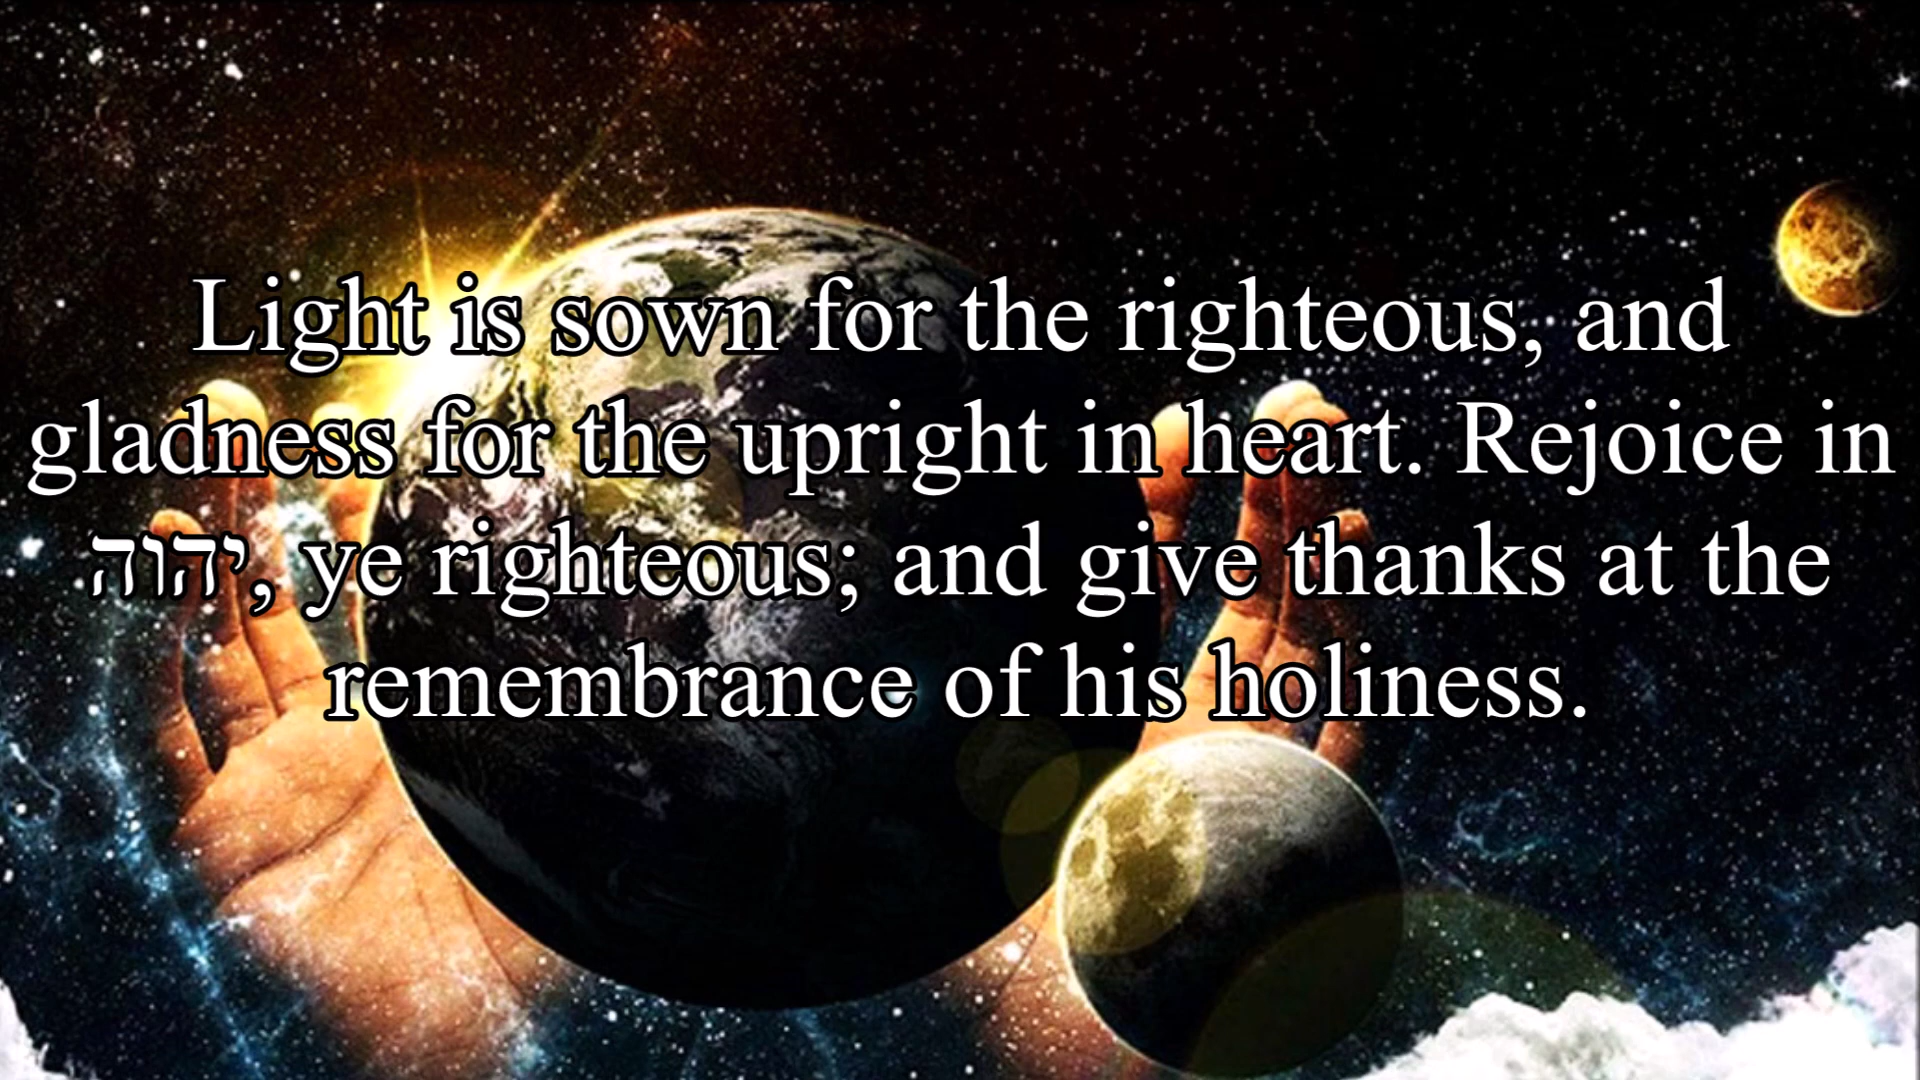 Light is sown for the righteous, and
gladness for the upright in heart. Rejoice in
יהוה, ye righteous; and give thanks at the
remembrance of his holiness.